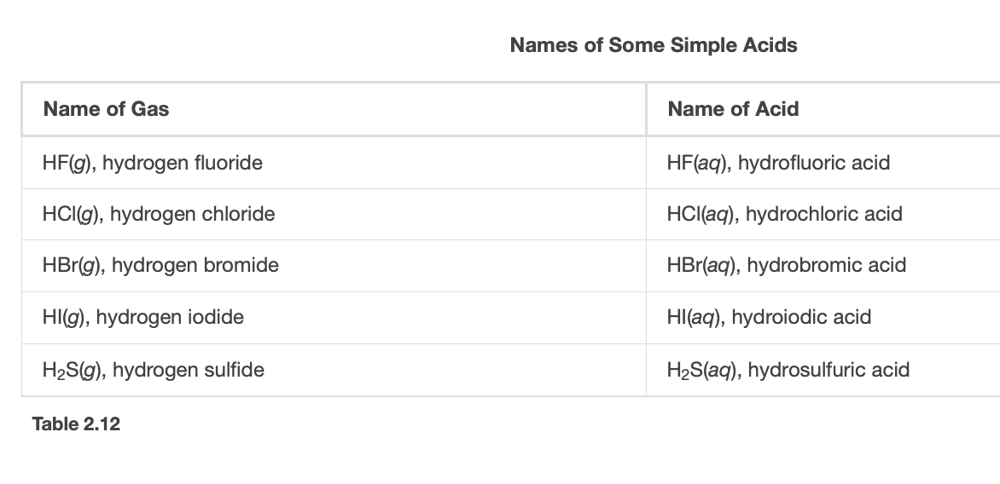 Names of Some Simple Acids
Name of Gas Name of Acid
HF(g), hydrogen fluoride HF(aq), hydrofluoric acid
HCl(g), hydrogen chloride HCl(aq), hydrochloric acid
HBr(g), hydrogen bromide HBr(aq), hydrobromic acid
HI(g), hydrogen iodide HI(aq), hydroiodic acid
H₂S(g), hydrogen sulfide H₂S(aq), hydrosulfuric acid
Table 2.12